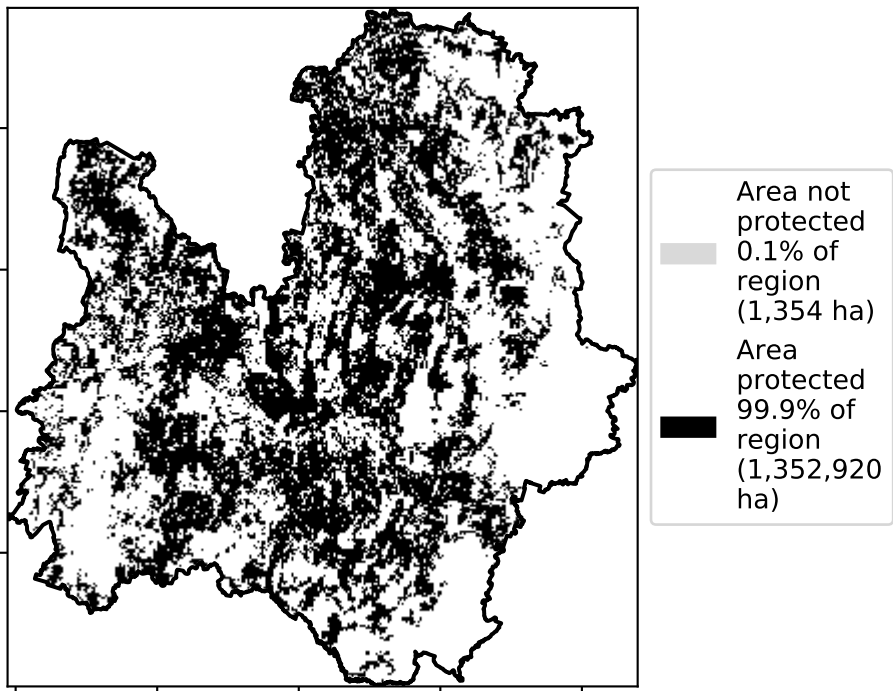 Area not
protected
0.1% of
region
(1,354 ha)
Area
protected
99.9% of
region
(1,352,920
ha)